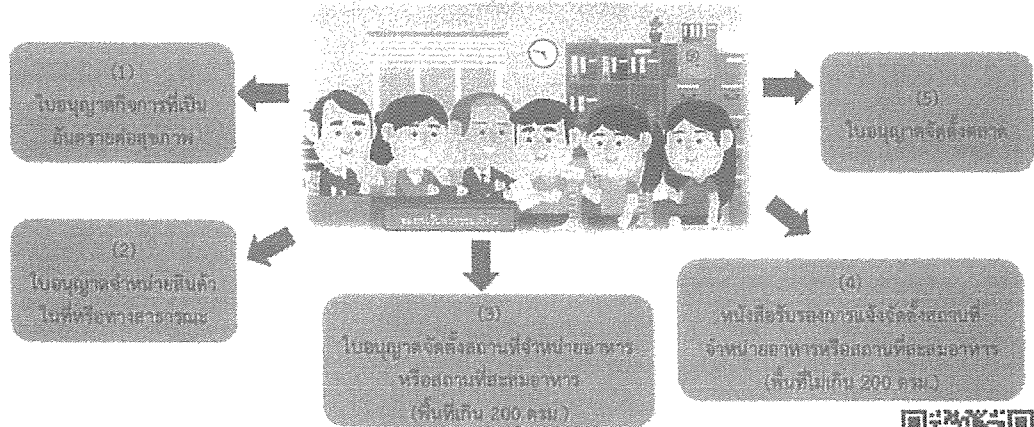 (1)
ใบอนุญาตกิจการที่เป็น
อันตรายต่อสุขภาพ
(2)
ใบอนุญาตจำหน่ายสินค้า
ในที่หรือทางสาธารณะ
(3)
ใบอนุญาตจัดตั้งสถานที่จำหน่ายอาหาร
หรือสถานที่สะสมอาหาร
(พื้นที่เกิน 200 ตรม.)
(4)
หนังสือรับรองการแจ้งจัดตั้งสถานที่
จำหน่ายอาหารหรือสถานที่สะสมอาหาร
(พื้นที่ไม่เกิน 200 ตรม.)
(5)
ใบอนุญาตจัดตั้งตลาด